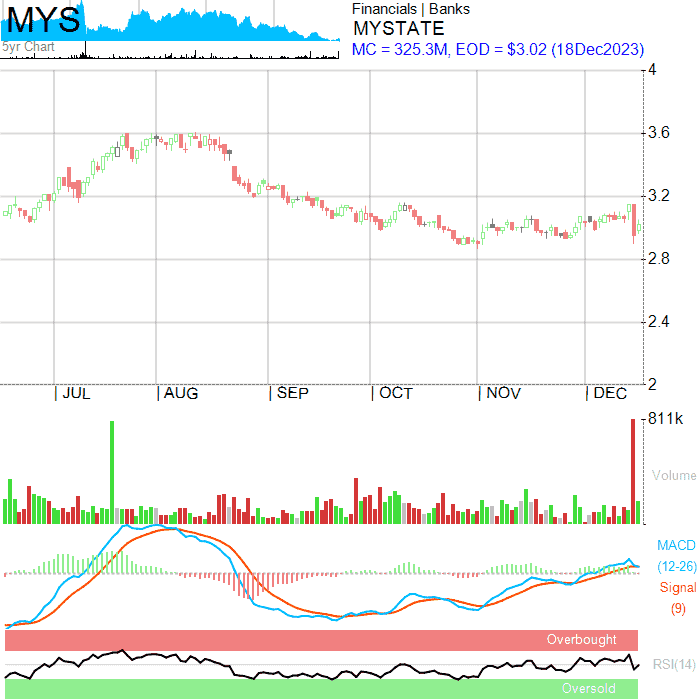 MYS
5yr Chart
Financials | Banks
MYSTATE
MC = 325.3M, EOD = $3.02 (18Dec2023)
4
3.6
3.2
2.8
2.4
2
| JUL | AUG | SEP | OCT | NOV | DEC
811k
Volume
MACD
(12-26)
Signal
(9)
Overbought
RSI(14)
Oversold